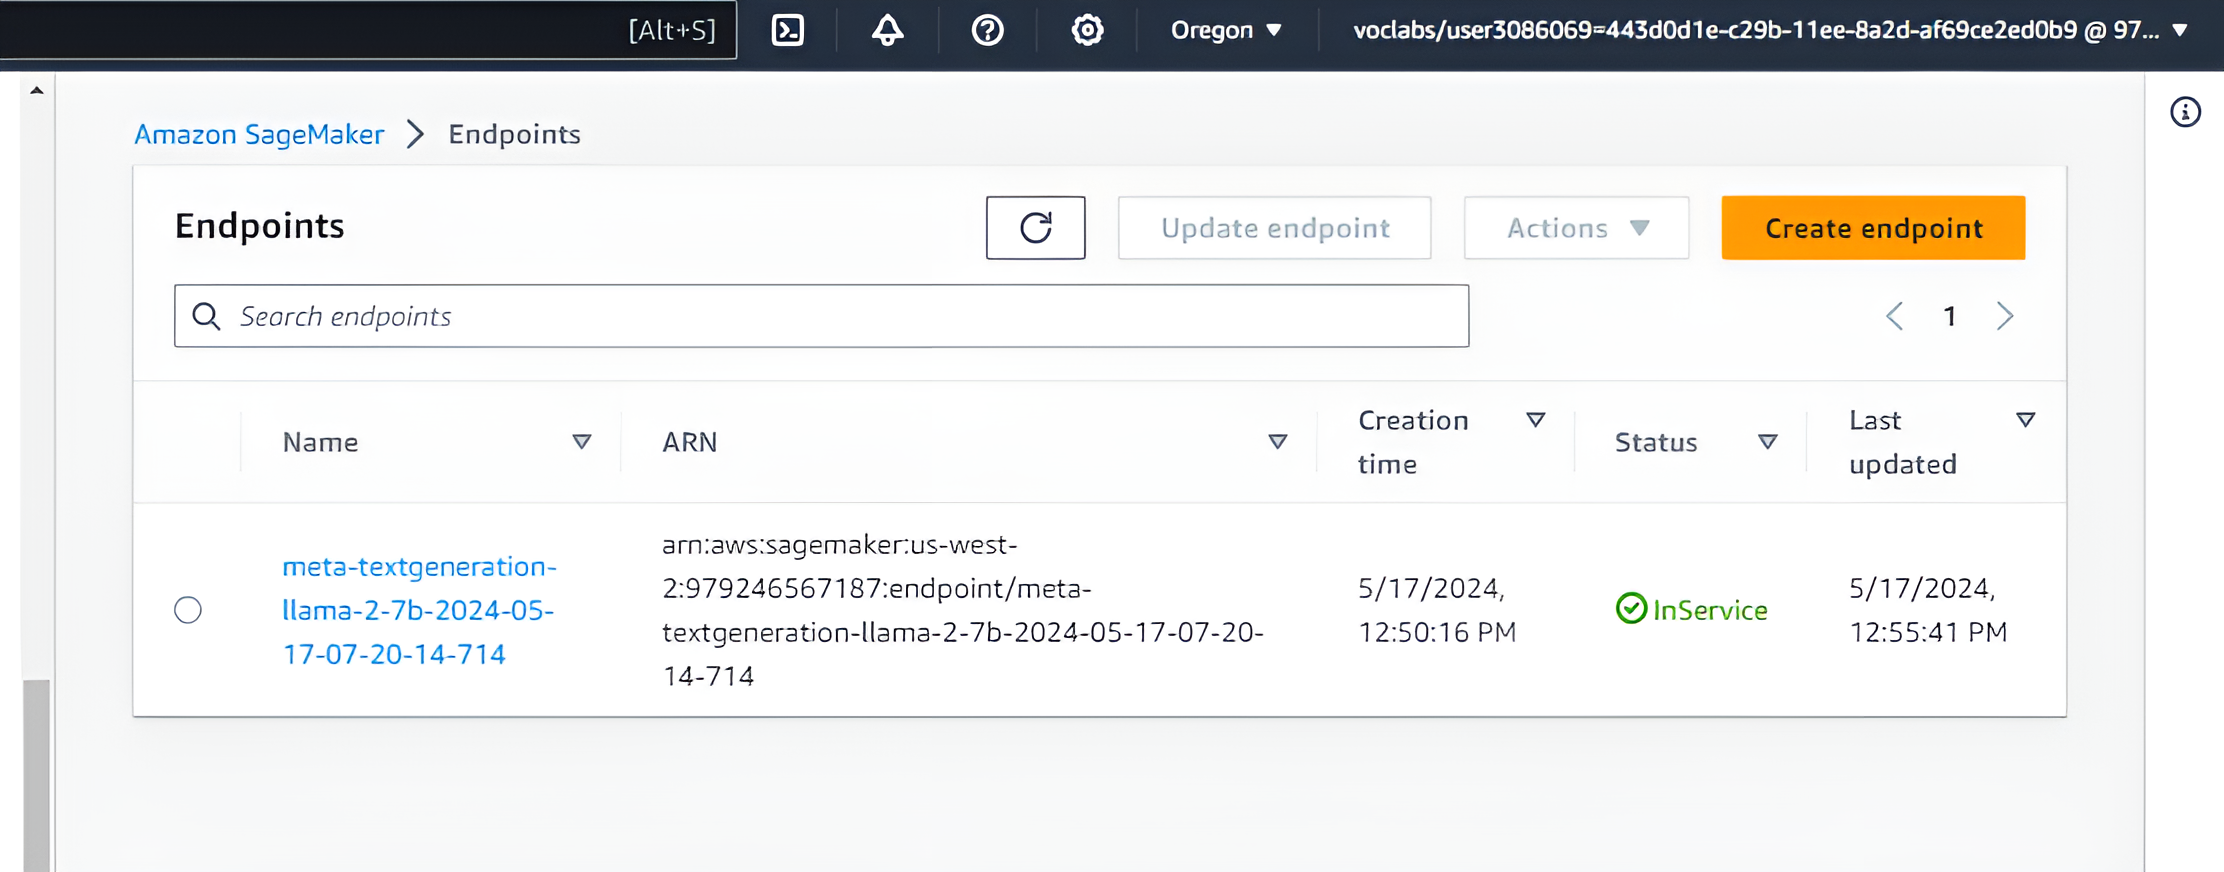 [Alt+S]
Oregon
voclabs/user3086069=443d0d1e-c29b-11ee-8a2d-af69ce2ed0b9 @ 97...
Amazon SageMaker
Endpoints
Endpoints
Update endpoint
Actions
Create endpoint
Search endpoints
1
Name
ARN
Creation
time
Status
Last
updated
meta-textgeneration-
llama-2-7b-2024-05-
17-07-20-14-714
arn:aws:sagemaker:us-west-
2:979246567187:endpoint/meta-
textgeneration-llama-2-7b-2024-05-17-07-20-
14-714
5/17/2024,
12:50:16 PM
InService
5/17/2024,
12:55:41 PM